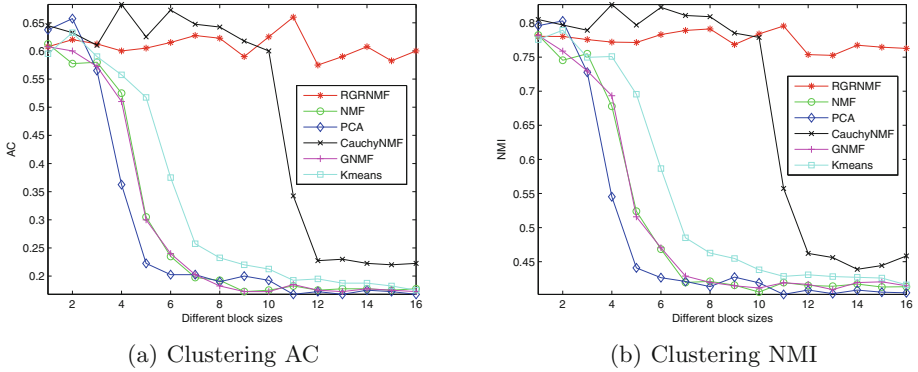 0.65
0.6
0.55
0.5
0.45
0.4
0.35
0.3
0.25
0.2
AC
2 4 6 8 10 12 14 16
Different block sizes
RGRNMF
NMF
PCA
CauchyNMF
GNMF
Kmeans
(a) Clustering AC
0.8
0.75
0.7
0.65
0.6
0.55
0.5
0.45
NMI
2 4 6 8 10 12 14 16
Different block sizes
RGRNMF
NMF
PCA
CauchyNMF
GNMF
Kmeans
(b) Clustering NMI